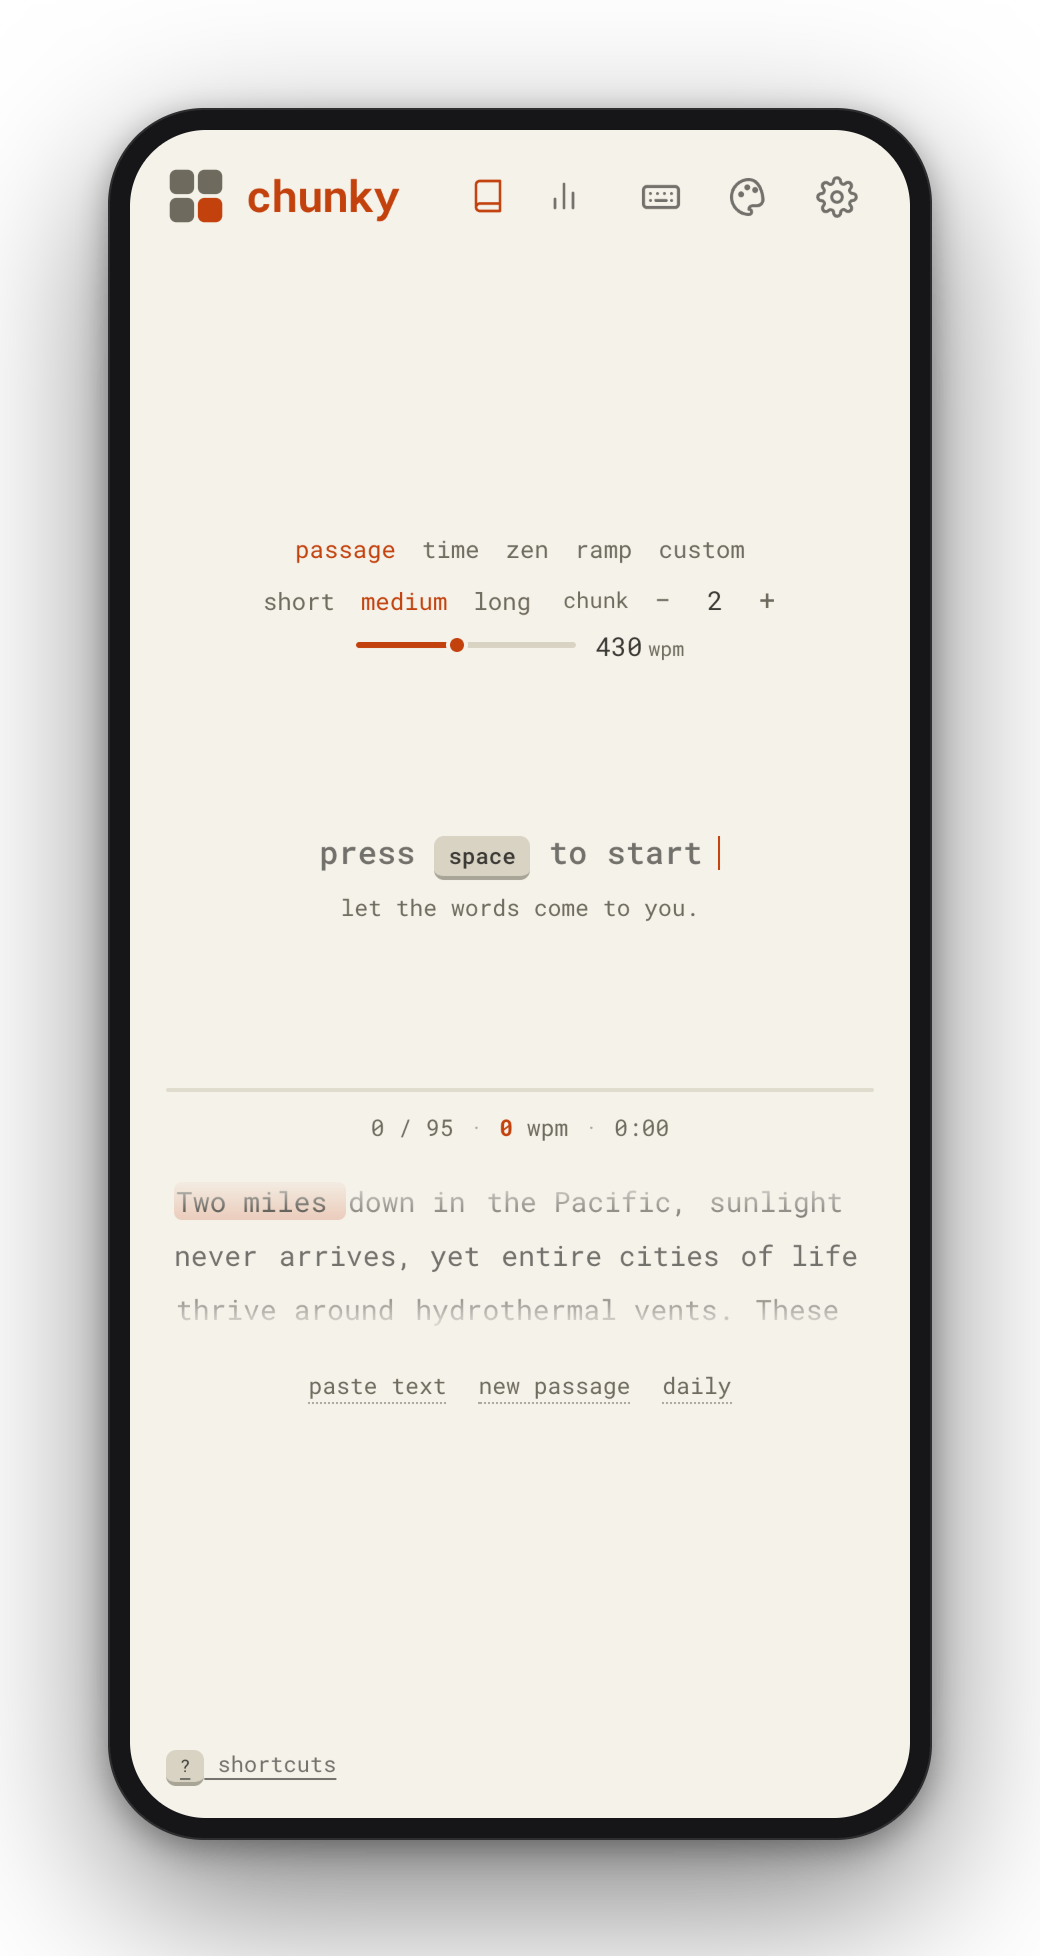 chunky
passage time zen ramp custom
short medium long chunk − 2 +
430 wpm
press space to start
let the words come to you.
0 / 95 · 0 wpm · 0:00
Two miles down in the Pacific, sunlight
never arrives, yet entire cities of life
thrive around hydrothermal vents. These
paste text new passage daily
? shortcuts